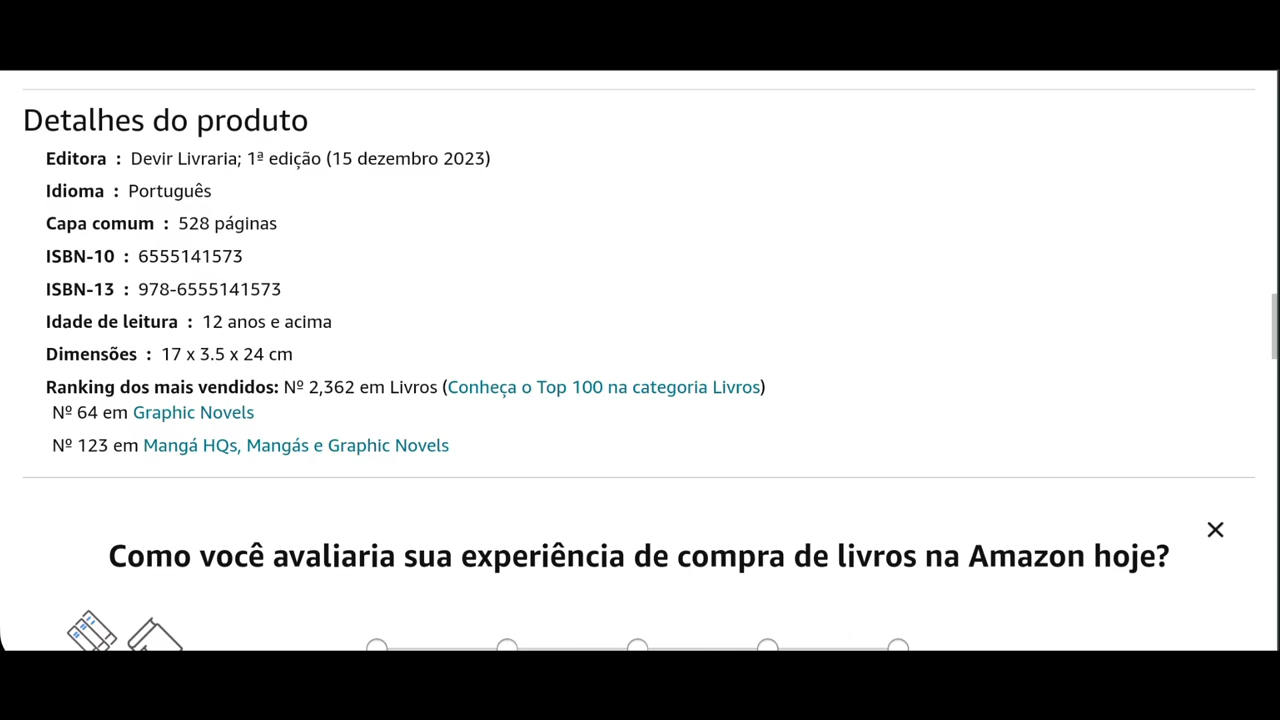 Detalhes do produto
Editora : Devir Livraria; 1ª edição (15 dezembro 2023)
Idioma : Português
Capa comum : 528 páginas
ISBN-10 : 6555141573
ISBN-13 : 978-6555141573
Idade de leitura : 12 anos e acima
Dimensões : 17 x 3.5 x 24 cm
Ranking dos mais vendidos: Nº 2,362 em Livros (Conheça o Top 100 na categoria Livros)
Nº 64 em Graphic Novels
Nº 123 em Mangá HQs, Mangás e Graphic Novels
Como você avaliaria sua experiência de compra de livros na Amazon hoje?